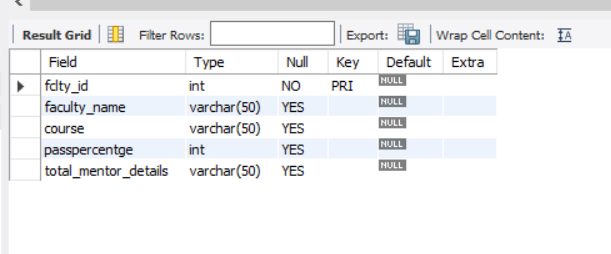 Result Grid Filter Rows: Export: Wrap Cell Content:
Field Type Null Key Default Extra
fclty_id int NO PRI NULL
faculty_name varchar(50) YES NULL
course varchar(50) YES NULL
passpercentge int YES NULL
total_mentor_details varchar(50) YES NULL